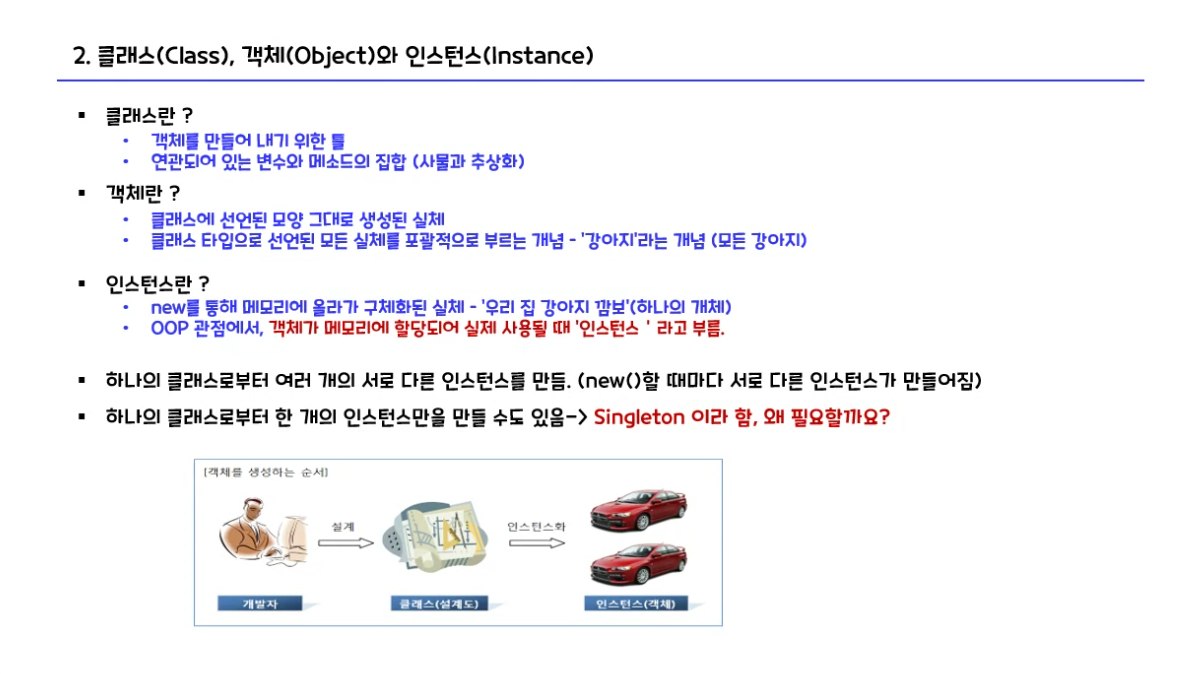 2. 클래스(Class), 객체(Object)와 인스턴스(Instance)
▪ 클래스란 ?
• 객체를 만들어 내기 위한 틀
• 연관되어 있는 변수와 메소드의 집합 (사물과 추상화)
▪ 객체란 ?
• 클래스에 선언된 모양 그대로 생성된 실체
• 클래스 타입으로 선언된 모든 실체를 포괄적으로 부르는 개념 - '강아지'라는 개념 (모든 강아지)
▪ 인스턴스란 ?
• new를 통해 메모리에 올라가 구체화된 실체 - '우리 집 강아지 깜보'(하나의 개체)
• OOP 관점에서, 객체가 메모리에 할당되어 실제 사용될 때 '인스턴스 ' 라고 부름.
▪ 하나의 클래스로부터 여러 개의 서로 다른 인스턴스를 만듬. (new()할 때마다 서로 다른 인스턴스가 만들어짐)
▪ 하나의 클래스로부터 한 개의 인스턴스만을 만들 수도 있음-> Singleton 이라 함, 왜 필요할까요?
[객체를 생성하는 순서]
설계
인스턴스화
개발자
클래스(설계도)
인스턴스(객체)